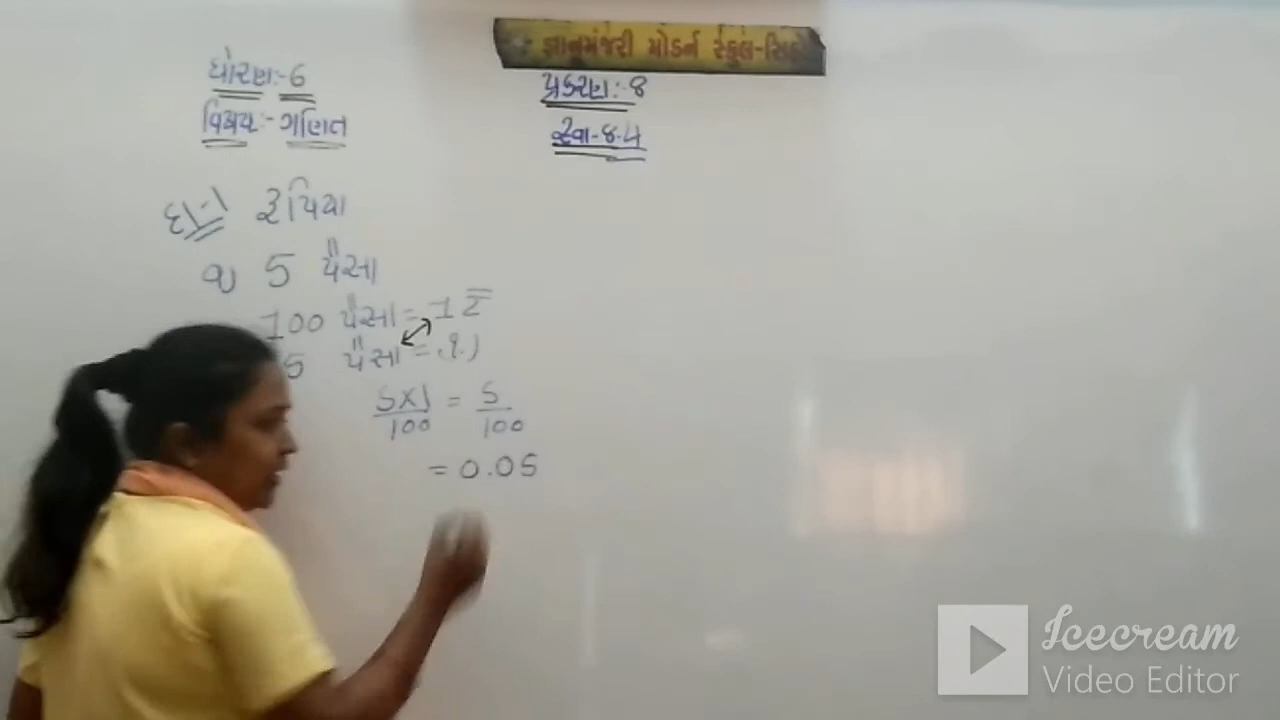 જ્ઞાનમંજરી મોડર્ન સ્કુલ-
ધોરણ:-6
વિષય:- ગણિત
પ્રકરણ:-8
સ્વા-8.4
દા-1 રૂપિયા
5 પૈસા
100 પૈસા = 1 રૂ
5 પૈસા = (?)
5×1/100 = 5/100
= 0.05
Icecream
Video Editor